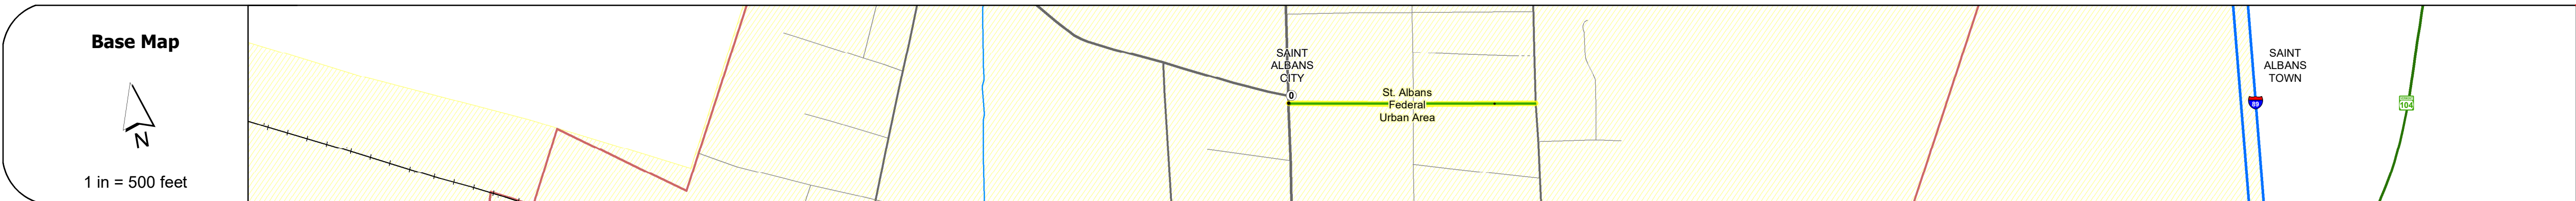 Base Map
N
1 in = 500 feet
SAINT
ALBANS
CITY
0
St. Albans
Federal
Urban Area
SAINT
ALBANS
TOWN
89
104